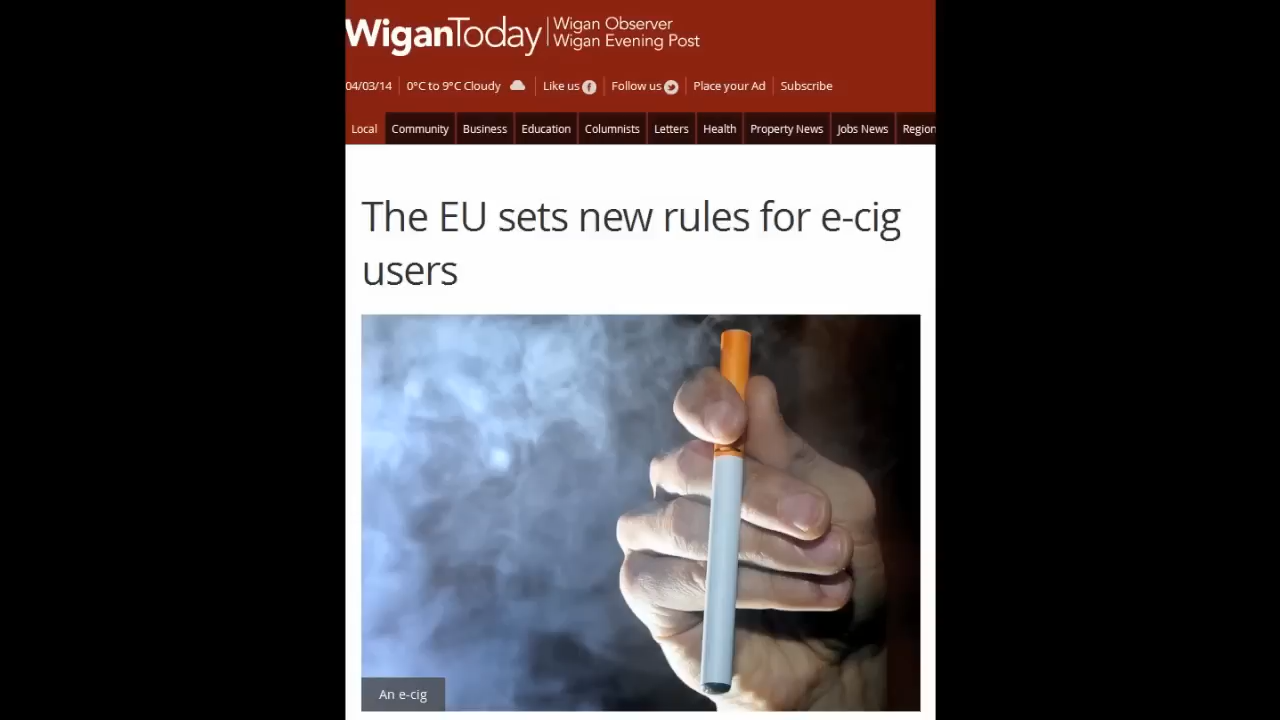 WiganToday Wigan Observer
Wigan Evening Post
04/03/14 0°C to 9°C Cloudy Like us Follow us Place your Ad Subscribe
Local Community Business Education Columnists Letters Health Property News Jobs News Region
The EU sets new rules for e-cig
users
An e-cig